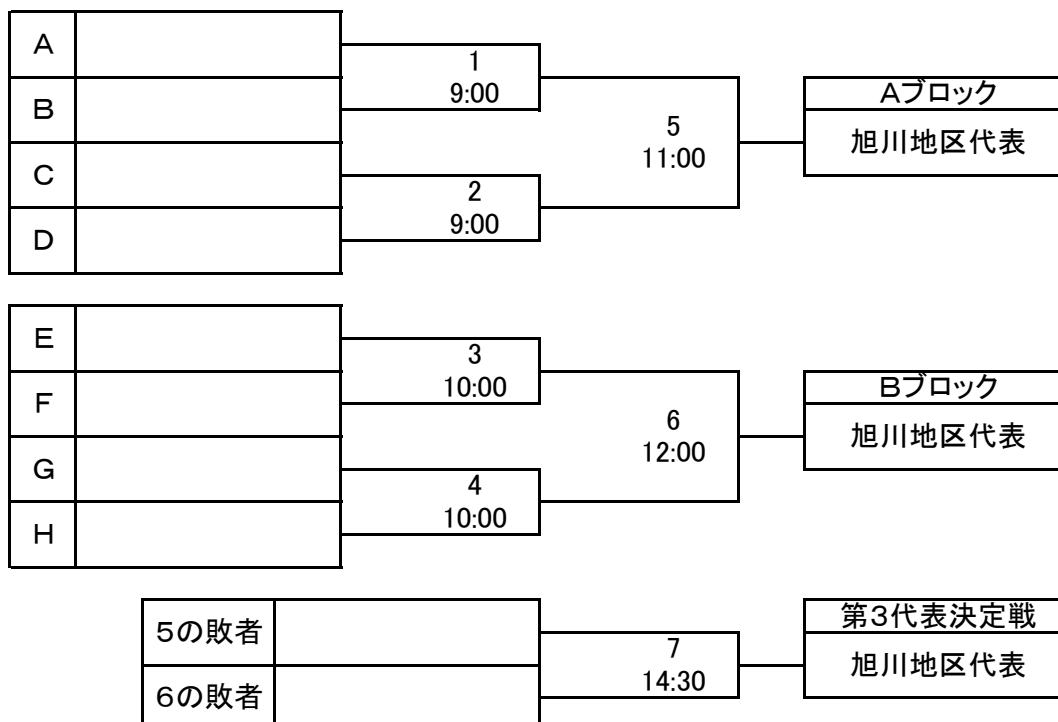 A
B
C
D
1
9:00
2
9:00
5
11:00
Aブロック
旭川地区代表
E
F
G
H
3
10:00
4
10:00
6
12:00
Bブロック
旭川地区代表
5の敗者
6の敗者
7
14:30
第3代表決定戦
旭川地区代表